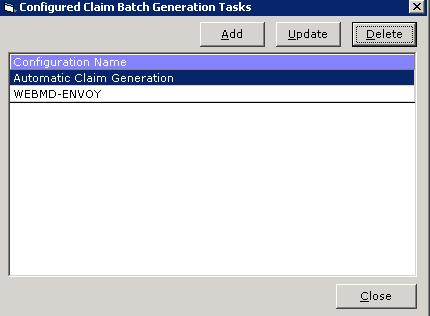 Configured Claim Batch Generation Tasks
Add Update Delete
Configuration Name
Automatic Claim Generation
WEBMD-ENVOY
Close